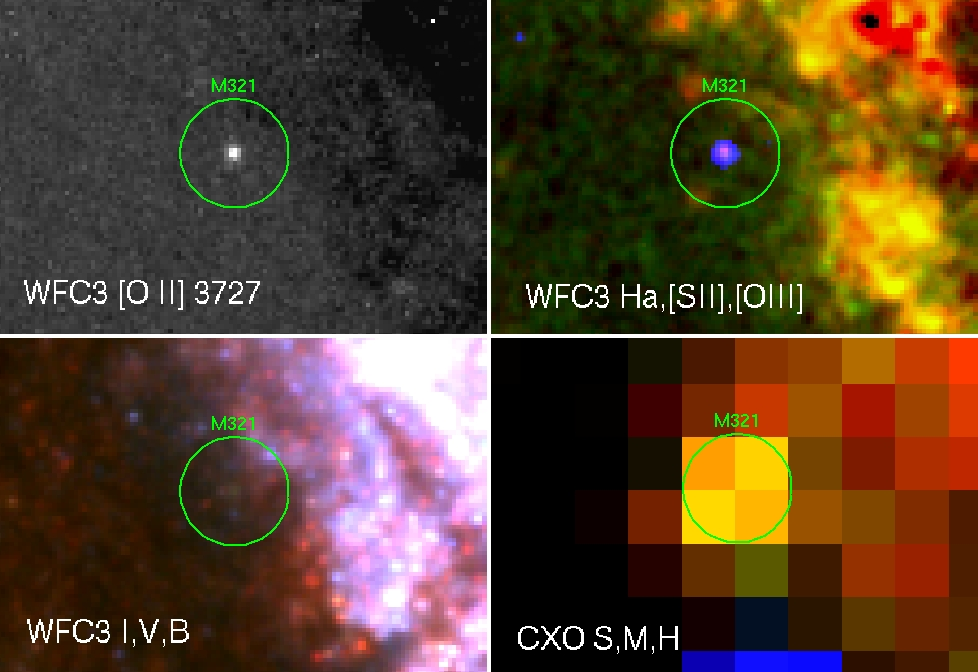 M321
WFC3 [O II] 3727
M321
WFC3 Ha,[SII],[OIII]
M321
WFC3 I,V,B
M321
CXO S,M,H